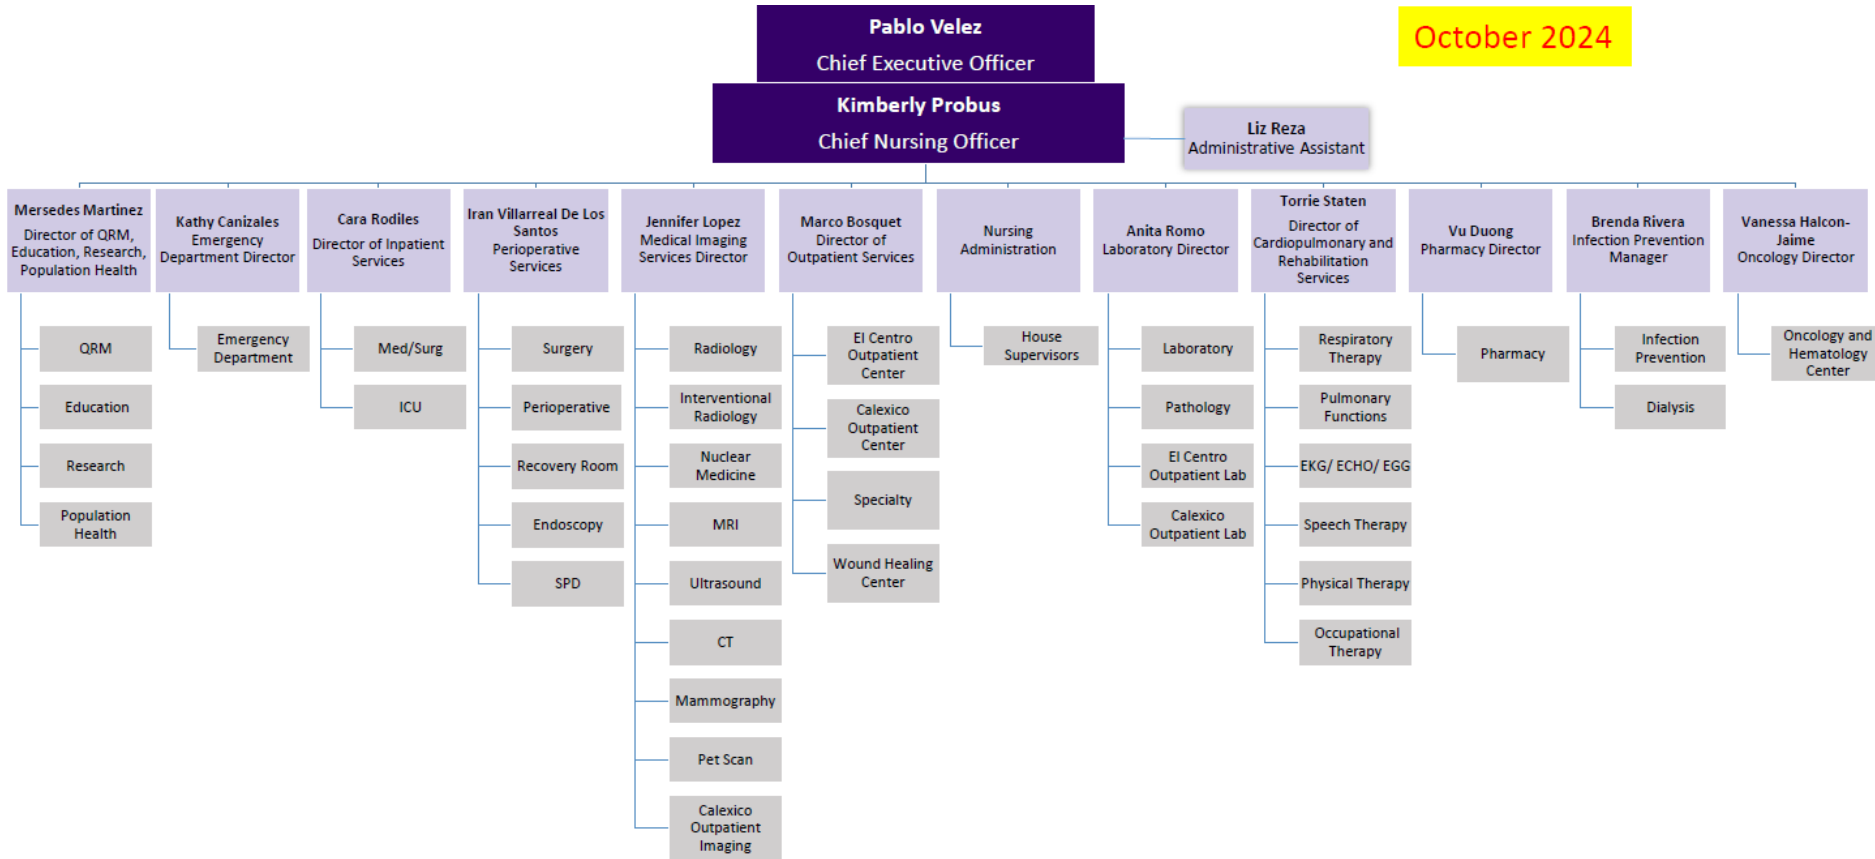 Pablo Velez
Chief Executive Officer
October 2024
Kimberly Probus
Chief Nursing Officer
Liz Reza
Administrative Assistant
Mersedes Martinez
Director of QRM,
Education, Research,
Population Health
Kathy Canizales
Emergency
Department Director
Cara Rodiles
Director of Inpatient
Services
Iran Villarreal De Los
Santos
Perioperative
Services
Jennifer Lopez
Medical Imaging
Services Director
Marco Bosquet
Director of
Outpatient Services
Nursing
Administration
Anita Romo
Laboratory Director
Torrie Staten
Director of
Cardiopulmonary and
Rehabilitation
Services
Vu Duong
Pharmacy Director
Brenda Rivera
Infection Prevention
Manager
Vanessa Halcon-
Jaime
Oncology Director
QRM
Education
Research
Population
Health
Emergency
Department
Med/Surg
ICU
Surgery
Perioperative
Recovery Room
Endoscopy
SPD
Radiology
Interventional
Radiology
Nuclear
Medicine
MRI
Ultrasound
CT
Mammography
Pet Scan
Calexico
Outpatient
Imaging
El Centro
Outpatient
Center
Calexico
Outpatient
Center
Specialty
Wound Healing
Center
House
Supervisors
Laboratory
Pathology
El Centro
Outpatient Lab
Calexico
Outpatient Lab
Respiratory
Therapy
Pulmonary
Functions
EKG/ ECHO/ EGG
Speech Therapy
Physical Therapy
Occupational
Therapy
Pharmacy
Infection
Prevention
Dialysis
Oncology and
Hematology
Center